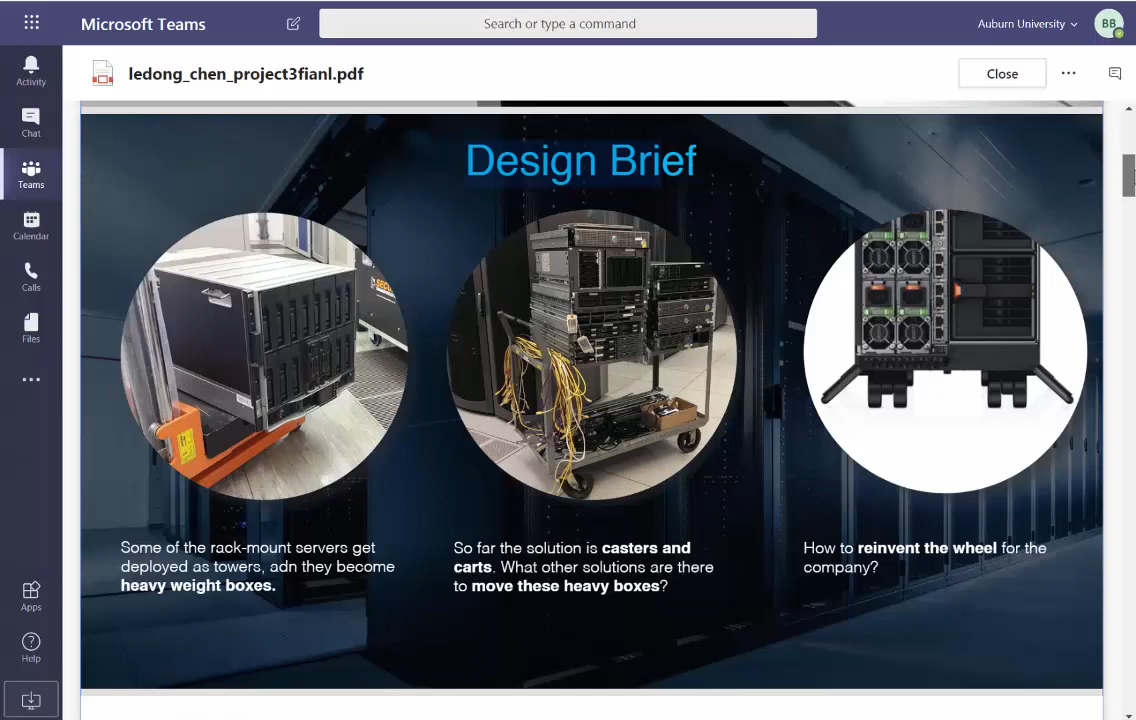 Microsoft Teams
Search or type a command
Auburn University
BB
Activity
Chat
Teams
Calendar
Calls
Files
Apps
Help
ledong_chen_project3fianl.pdf
Close
Design Brief
Some of the rack-mount servers get
deployed as towers, adn they become
heavy weight boxes.
So far the solution is casters and
carts. What other solutions are there
to move these heavy boxes?
How to reinvent the wheel for the
company?